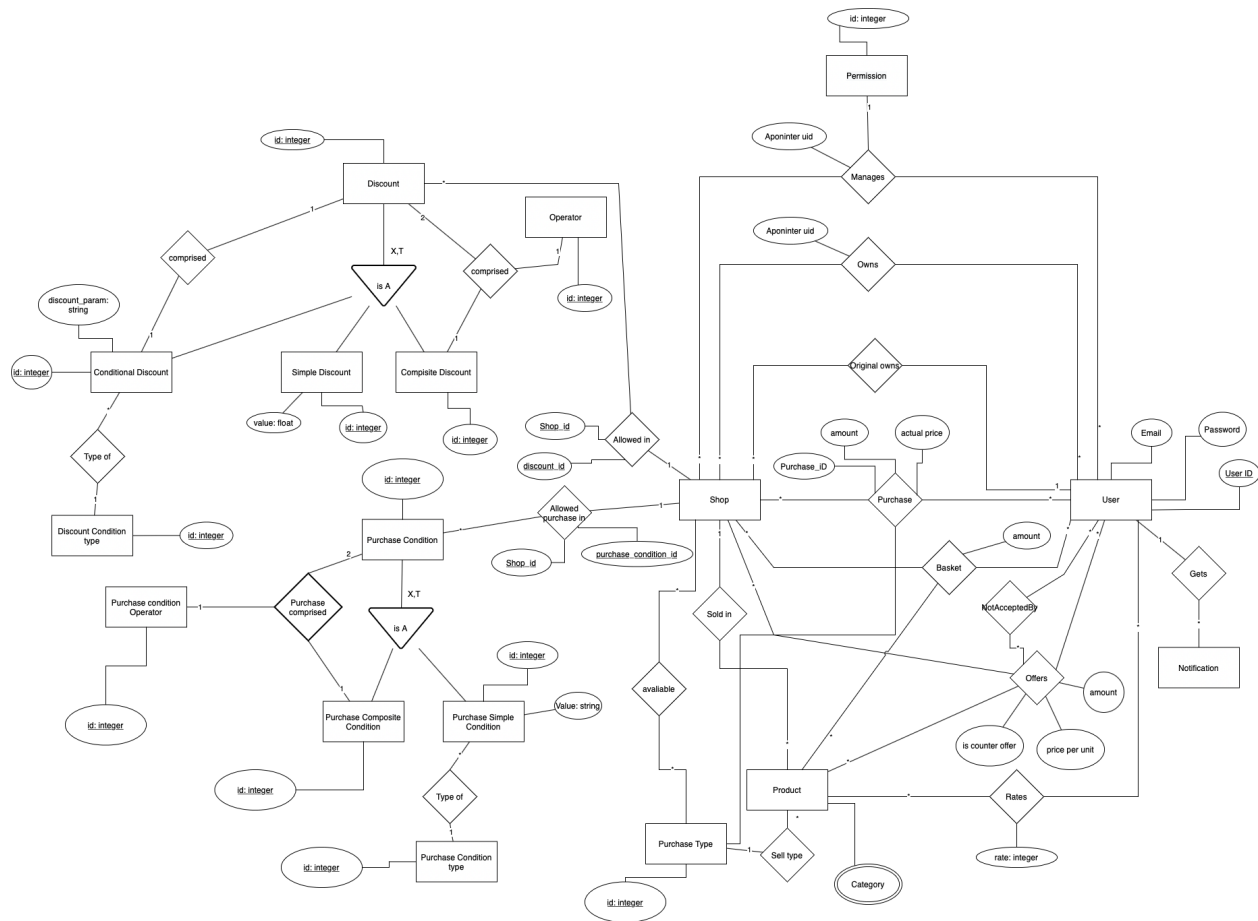 id: integer
Permission
1
Aponinter uid
Manages
*
*
id: integer
Discount
*
1
2
X,T
Operator
1
id: integer
comprised
is A
comprised
Aponinter uid
Owns
*
*
discount_param:
string
id: integer
1
Conditional Discount
Simple Discount
1
Compisite Discount
value: float
id: integer
id: integer
*
Type of
1
Discount Condition
type
id: integer
Original owns
*
1
Shop_id
Allowed in
discount_id
1
amount
actual price
Purchase_iD
Purchase
*
*
Email
Password
User ID
Shop
User
id: integer
Purchase Condition
*
Allowed
purchase in
1
Shop_id
purchase_condition_id
2
X,T
Purchase condition
Operator
1
Purchase
comprised
is A
id: integer
1
Purchase Composite
Condition
id: integer
id: integer
Value: string
Purchase Simple
Condition
*
Type of
1
Purchase Condition
type
id: integer
*
1
*
*
Basket
*
*
amount
*
*
*
1
Gets
*
Notification
NotAcceptedBy
*
Sold in
*
avaliable
*
*
Offers
amount
is counter offer
price per unit
*
*
*
Product
*
Rates
*
rate: integer
*
Purchase Type
1
Sell type
id: integer
Category